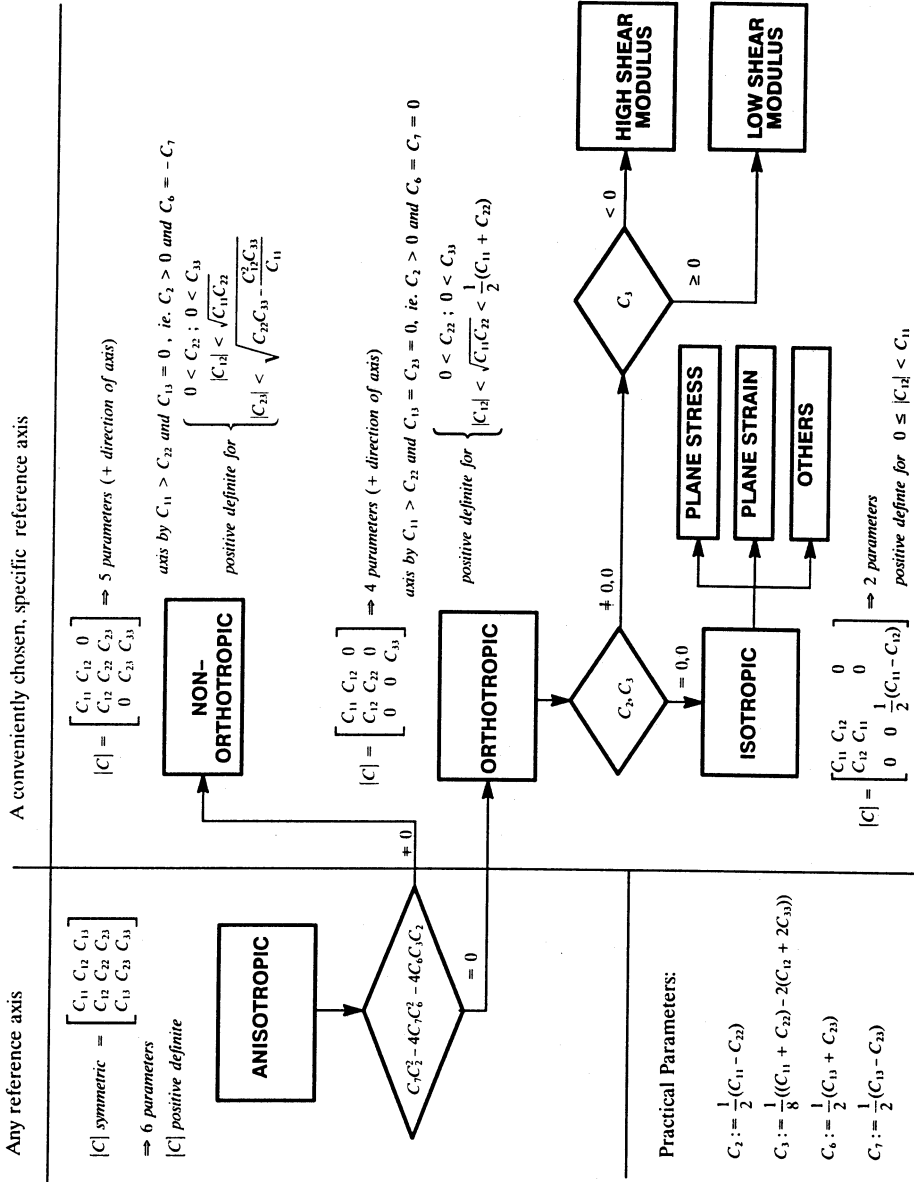 Any reference axis
|C| symmetric = [ C₁₁ C₁₂ C₁₃
C₁₂ C₂₂ C₂₃
C₁₃ C₂₃ C₃₃ ]
⇒ 6 parameters
|C| positive definite
ANISOTROPIC
C₇C₂² − 4C₇C₆² − 4C₆C₃C₂
≠ 0
= 0
Practical Parameters:
C₂ := ½(C₁₁ − C₂₂)
C₃ := ⅛((C₁₁ + C₂₂) − 2(C₁₂ + 2C₃₃))
C₆ := ½(C₁₃ + C₂₃)
C₇ := ½(C₁₃ − C₂₃)
A conveniently chosen, specific reference axis
|C| = [ C₁₁ C₁₂ 0
C₁₂ C₂₂ C₂₃
0 C₂₃ C₃₃ ] ⇒ 5 parameters (+ direction of axis)
axis by C₁₁ > C₂₂ and C₁₃ = 0, ie. C₂ > 0 and C₆ = − C₇
positive definite for { 0 < C₂₂ ; 0 < C₃₃
|C₁₂| < √C₁₁C₂₂
|C₂₃| < √(C₂₂C₃₃ − C₁₂²C₃₃/C₁₁)
NON–
ORTHOTROPIC
|C| = [ C₁₁ C₁₂ 0
C₁₂ C₂₂ 0
0 0 C₃₃ ] ⇒ 4 parameters (+ direction of axis)
axis by C₁₁ > C₂₂ and C₁₃ = C₂₃ = 0, ie. C₂ > 0 and C₆ = C₇ = 0
positive definite for { 0 < C₂₂ ; 0 < C₃₃
|C₁₂| < √C₁₁C₂₂ < ½(C₁₁ + C₂₂)
ORTHOTROPIC
C₂, C₃
≠ 0,0
= 0,0
C₃
< 0
≥ 0
HIGH SHEAR
MODULUS
LOW SHEAR
MODULUS
ISOTROPIC
PLANE STRESS
PLANE STRAIN
OTHERS
|C| = [ C₁₁ C₁₂ 0
C₁₂ C₁₁ 0
0 0 ½(C₁₁ − C₁₂) ] ⇒ 2 parameters
positive definte for 0 ≤ |C₁₂| < C₁₁